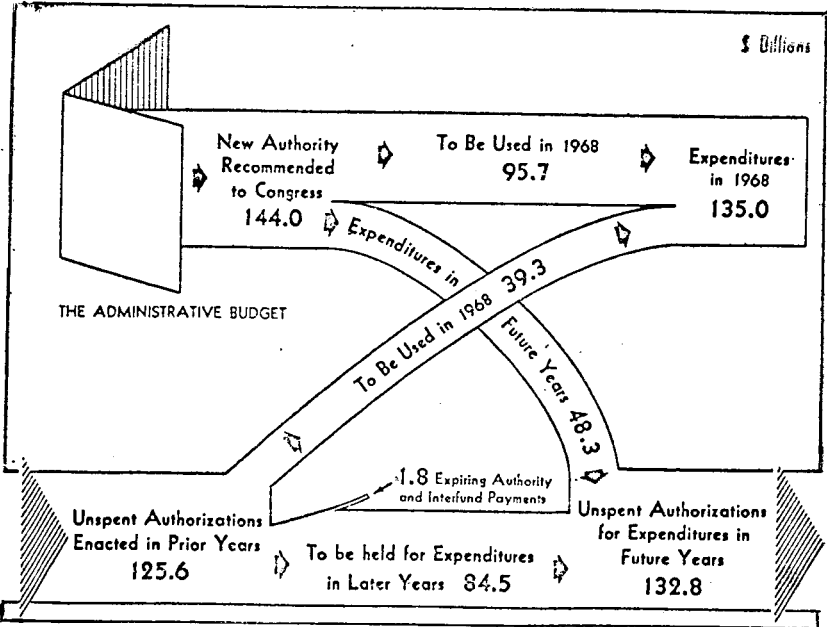 $ Billions
New Authority
Recommended
to Congress
144.0
To Be Used in 1968
95.7
Expenditures
in 1968
135.0
Expenditures in
Future Years 48.3
To Be Used in 1968 39.3
THE ADMINISTRATIVE BUDGET
1.8 Expiring Authority
and Interfund Payments
Unspent Authorizations
Enacted in Prior Years
125.6
To be held for Expenditures
in Later Years 84.5
Unspent Authorizations
for Expenditures in
Future Years
132.8